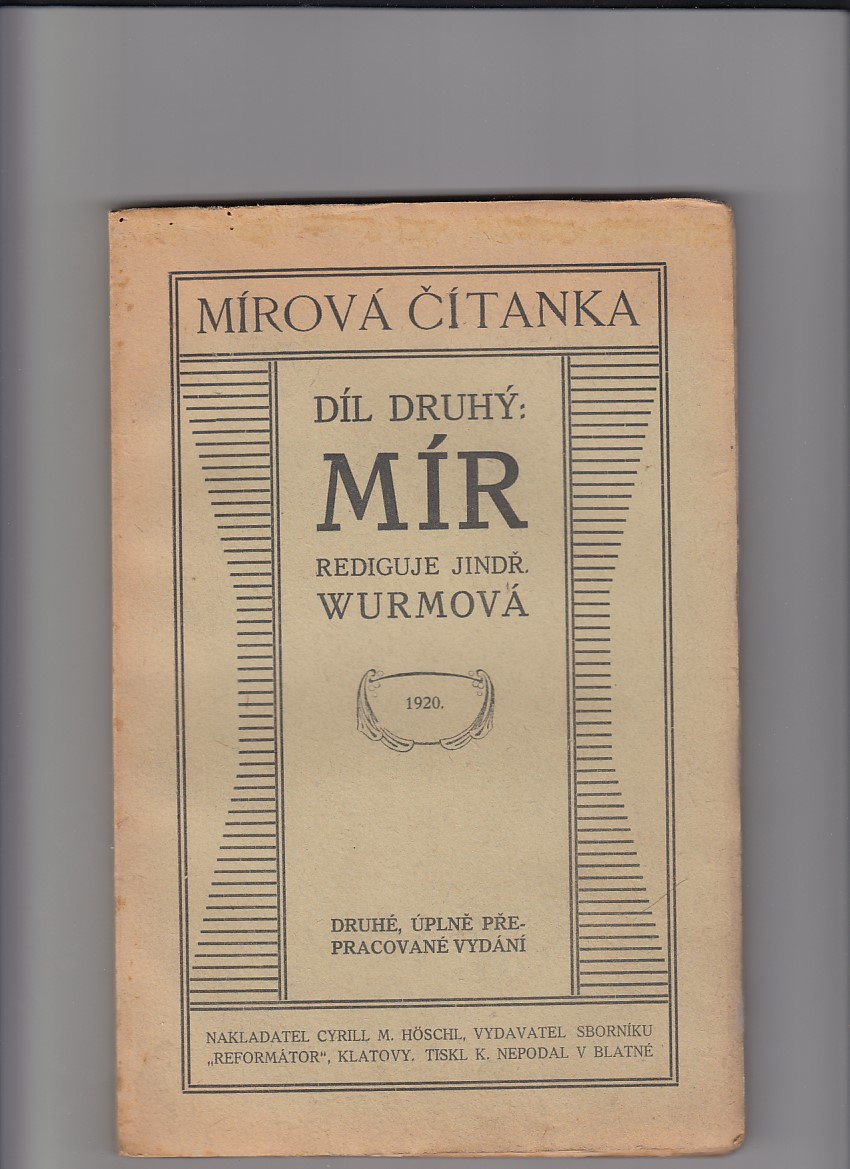 MÍROVÁ ČÍTANKA
DÍL DRUHÝ:
MÍR
REDIGUJE JINDŘ.
WURMOVÁ
1920.
DRUHÉ, ÚPLNĚ PŘE-
PRACOVANÉ VYDÁNÍ
NAKLADATEL CYRILL M. HÖSCHL, VYDAVATEL SBORNÍKU
„REFORMÁTOR“, KLATOVY. TISKL K. NEPODAL V BLATNÉ